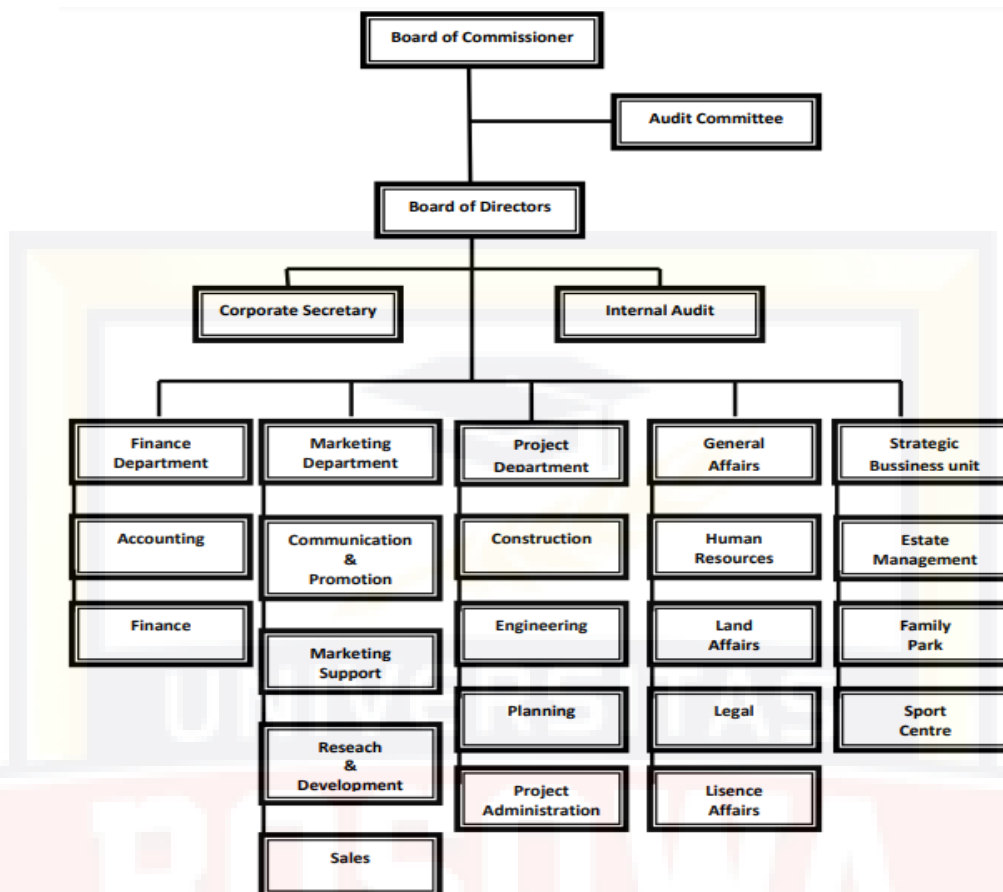 Board of Commissioner
Audit Committee
Board of Directors
Corporate Secretary
Internal Audit
Finance
Department
Accounting
Finance
Marketing
Department
Communication
&
Promotion
Marketing
Support
Reseach
&
Development
Sales
Project
Department
Construction
Engineering
Planning
Project
Administration
General
Affairs
Human
Resources
Land
Affairs
Legal
Lisence
Affairs
Strategic
Bussiness unit
Estate
Management
Family
Park
Sport
Centre
UNIVERSITAS
BOSOWA